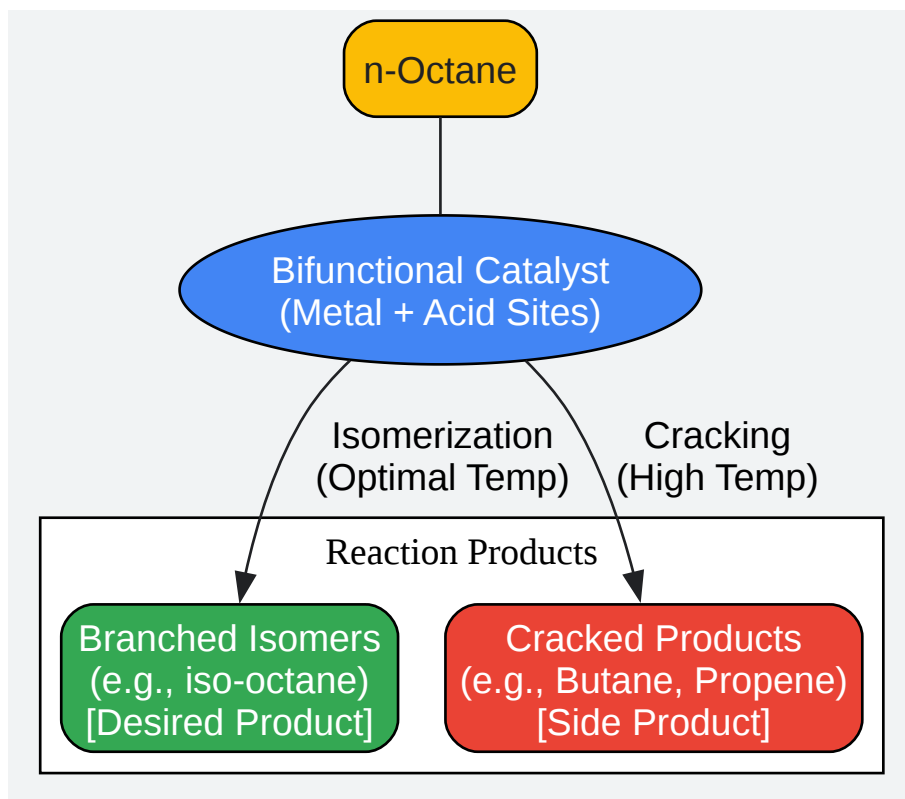 n-Octane
Bifunctional Catalyst
(Metal + Acid Sites)
Isomerization
(Optimal Temp)
Cracking
(High Temp)
Reaction Products
Branched Isomers
(e.g., iso-octane)
[Desired Product]
Cracked Products
(e.g., Butane, Propene)
[Side Product]